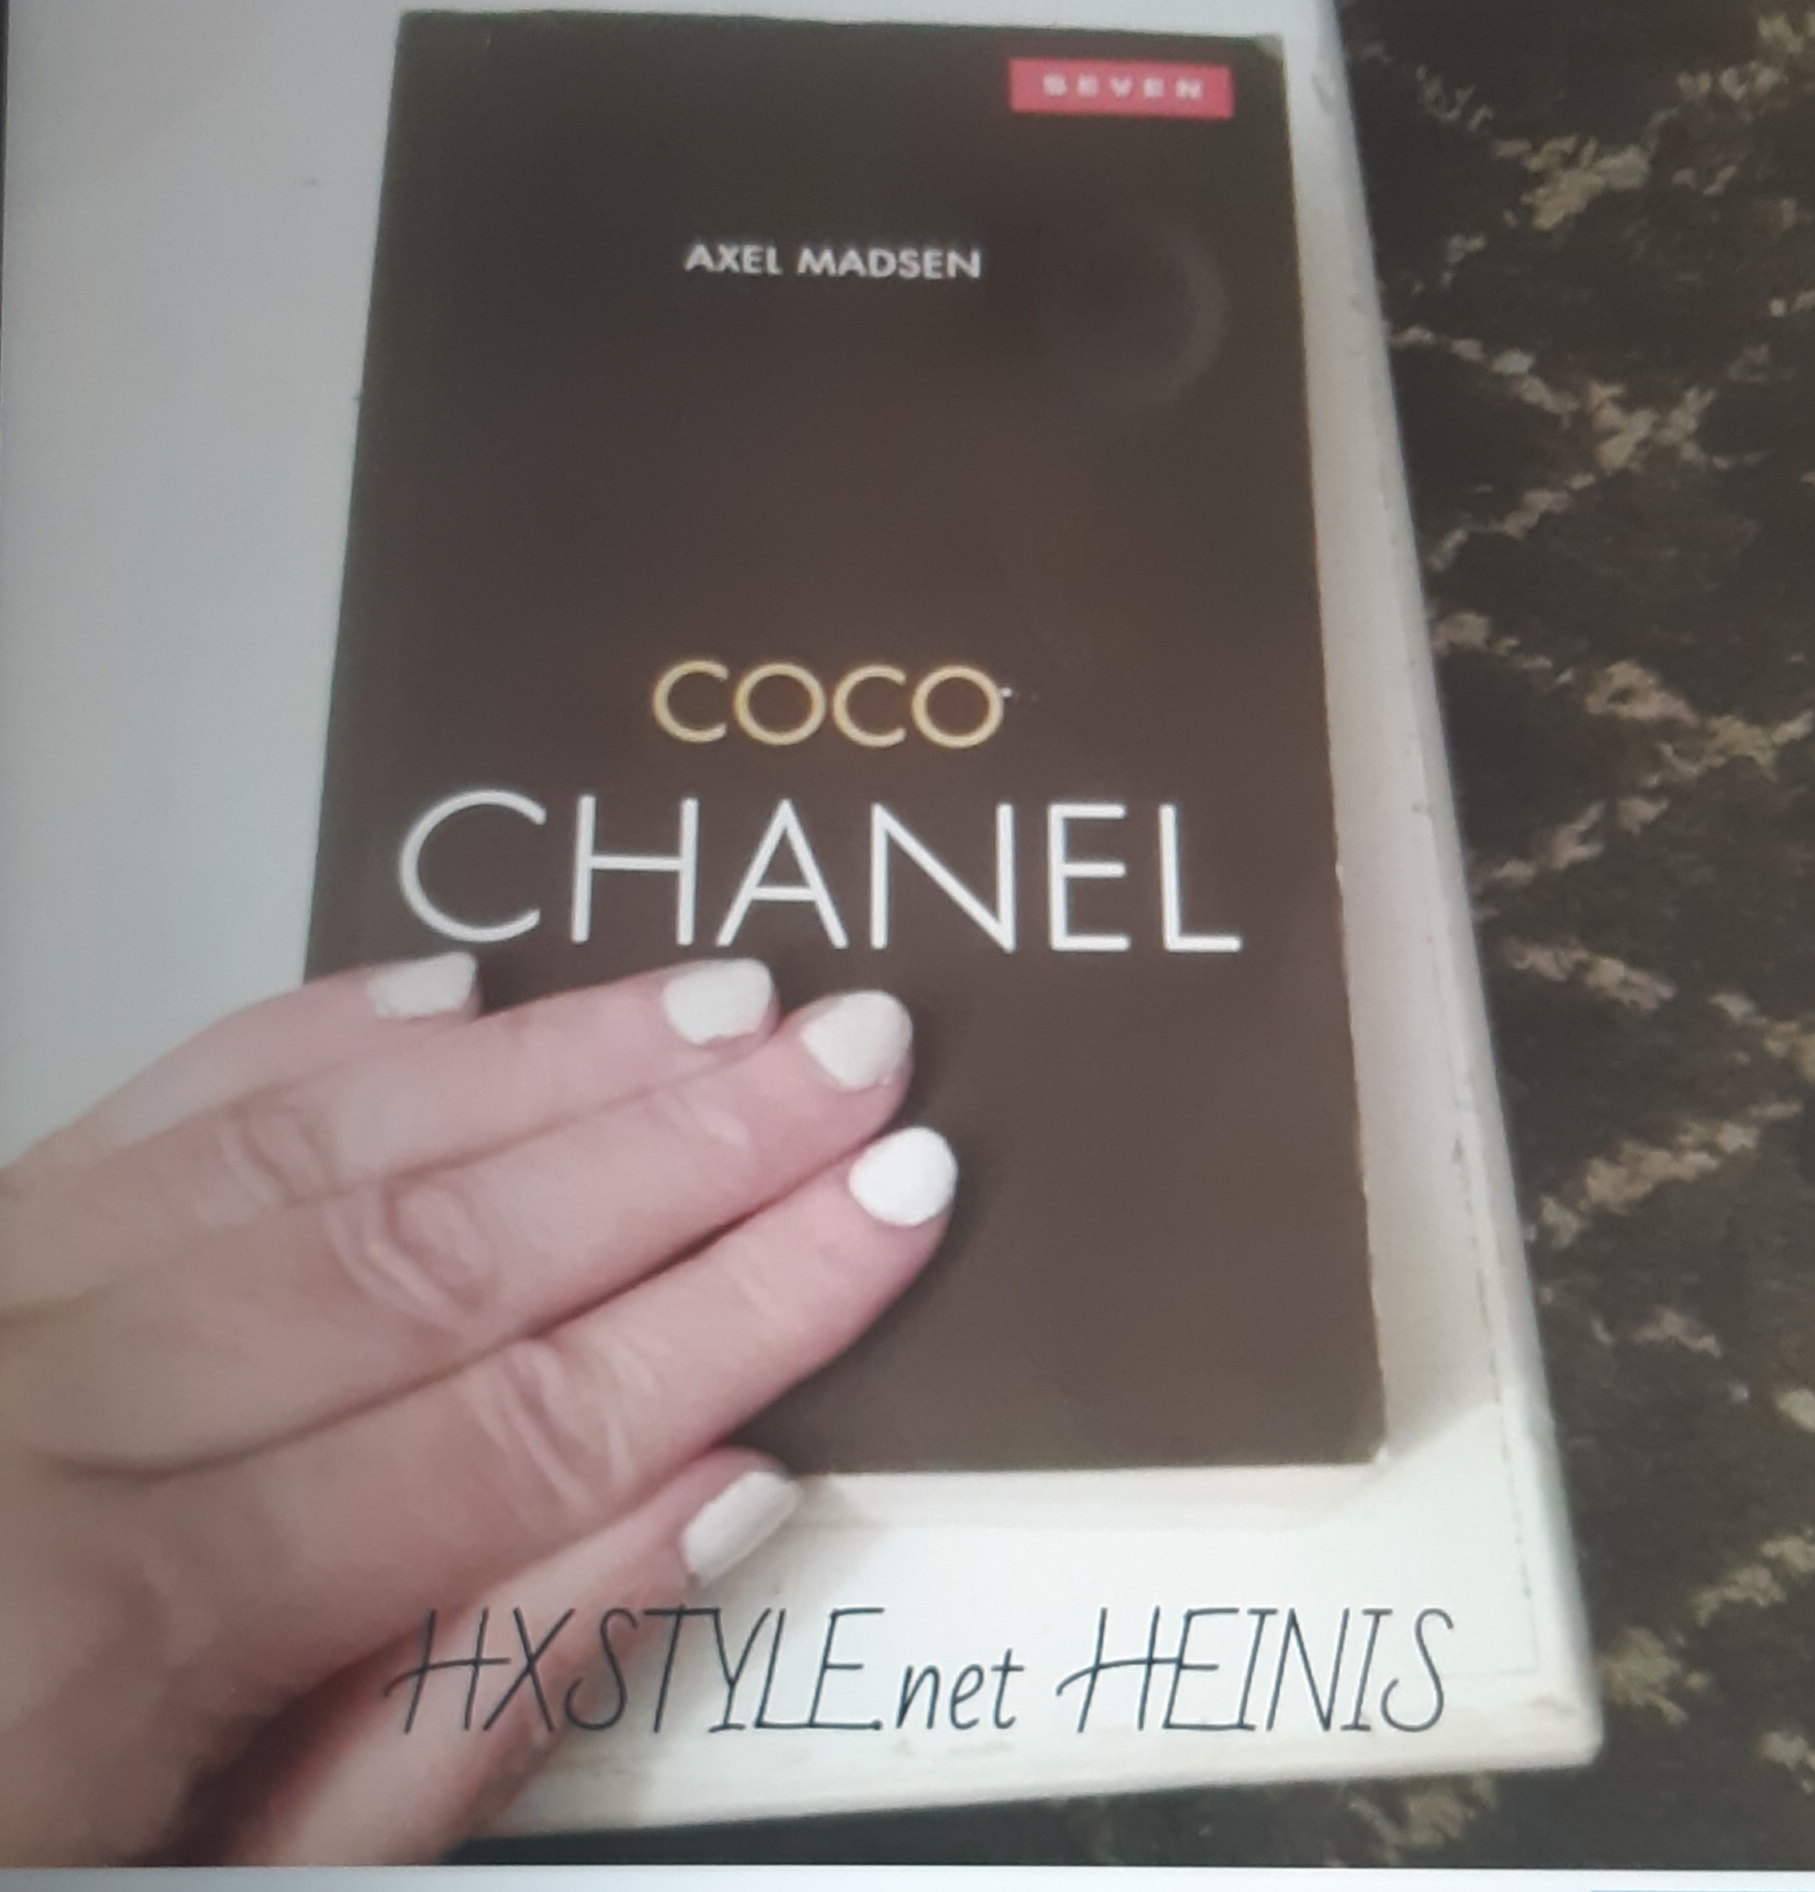 SEVEN
AXEL MADSEN
COCO
CHANEL
HXSTYLE.net HEINIS